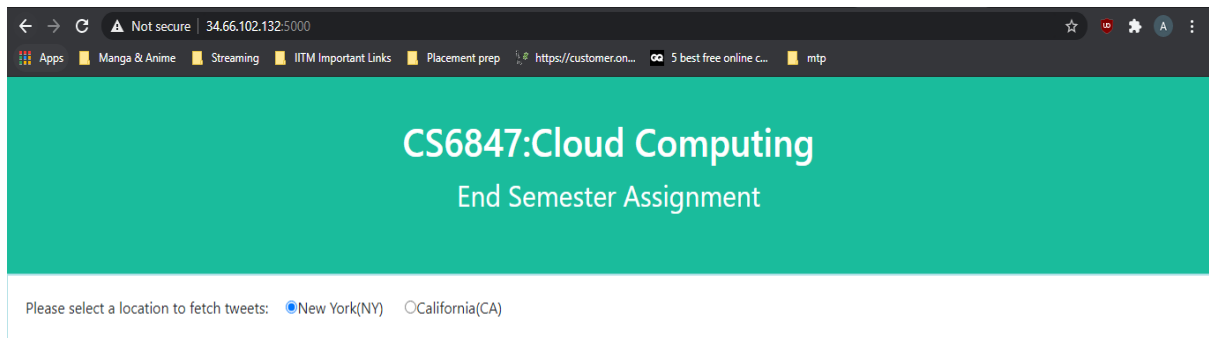 Not secure | 34.66.102.132:5000
A
Apps Manga & Anime Streaming IITM Important Links Placement prep https://customer.on... GQ 5 best free online c... mtp
CS6847:Cloud Computing
End Semester Assignment
Please select a location to fetch tweets: New York(NY) California(CA)